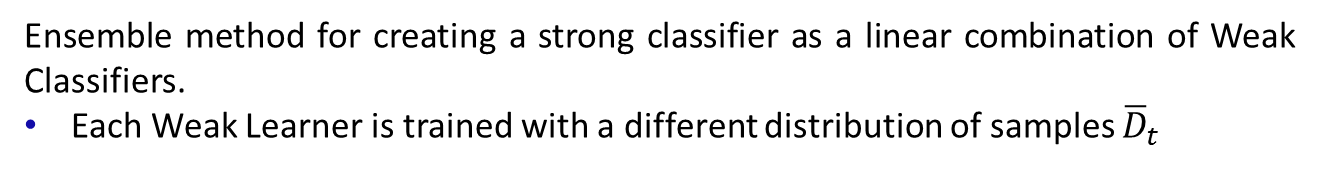 Ensemble method for creating a strong classifier as a linear combination of Weak
Classifiers.
• Each Weak Learner is trained with a different distribution of samples D̅ₜ